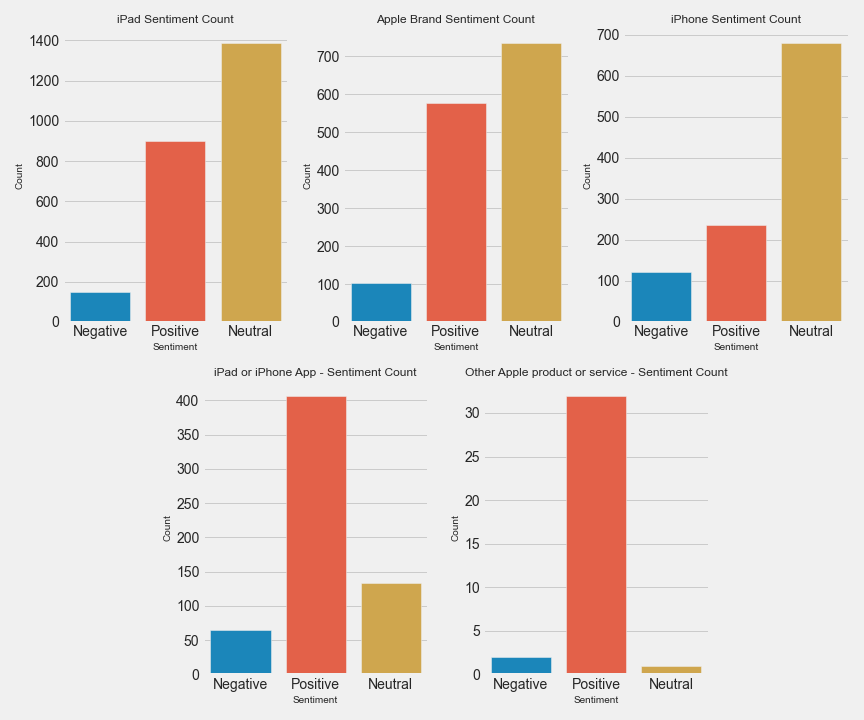 iPad Sentiment Count
1400
1200
1000
800
600
400
200
0
Count
Negative Positive Neutral
Sentiment
Apple Brand Sentiment Count
700
600
500
400
300
200
100
0
Count
Negative Positive Neutral
Sentiment
iPhone Sentiment Count
700
600
500
400
300
200
100
0
Count
Negative Positive Neutral
Sentiment
iPad or iPhone App - Sentiment Count
400
350
300
250
200
150
100
50
0
Count
Negative Positive Neutral
Sentiment
Other Apple product or service - Sentiment Count
30
25
20
15
10
5
0
Count
Negative Positive Neutral
Sentiment